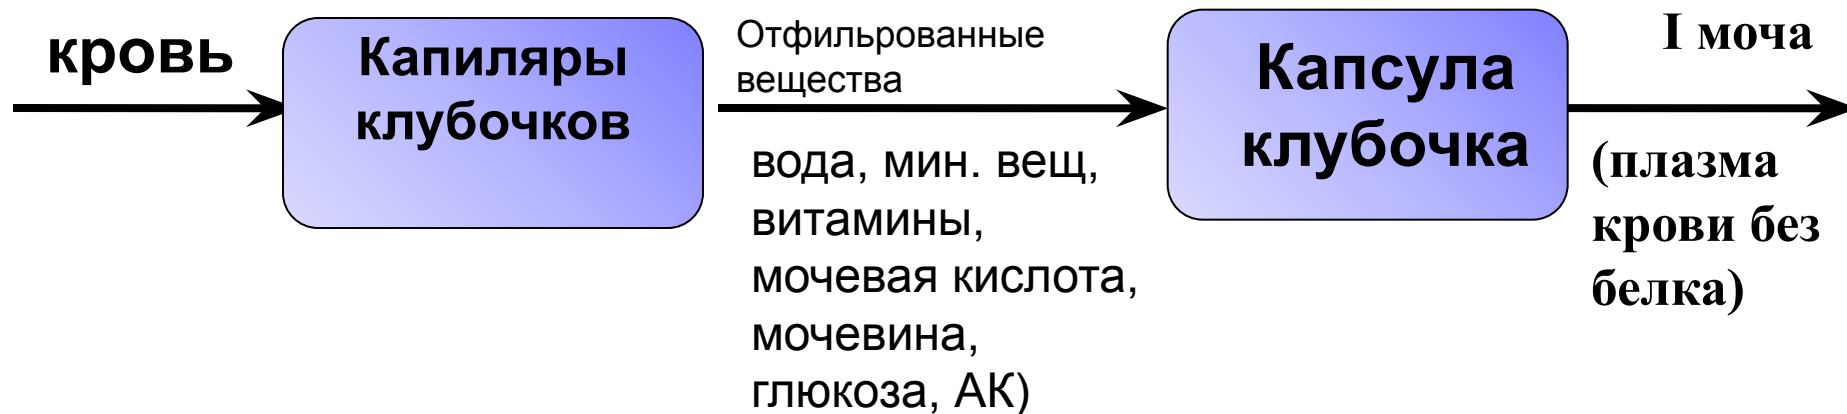 кровь
Капиляры
клубочков
Отфильрованные
вещества
вода, мин. вещ,
витамины,
мочевая кислота,
мочевина,
глюкоза, АК)
Капсула
клубочка
I моча
(плазма
крови без
белка)